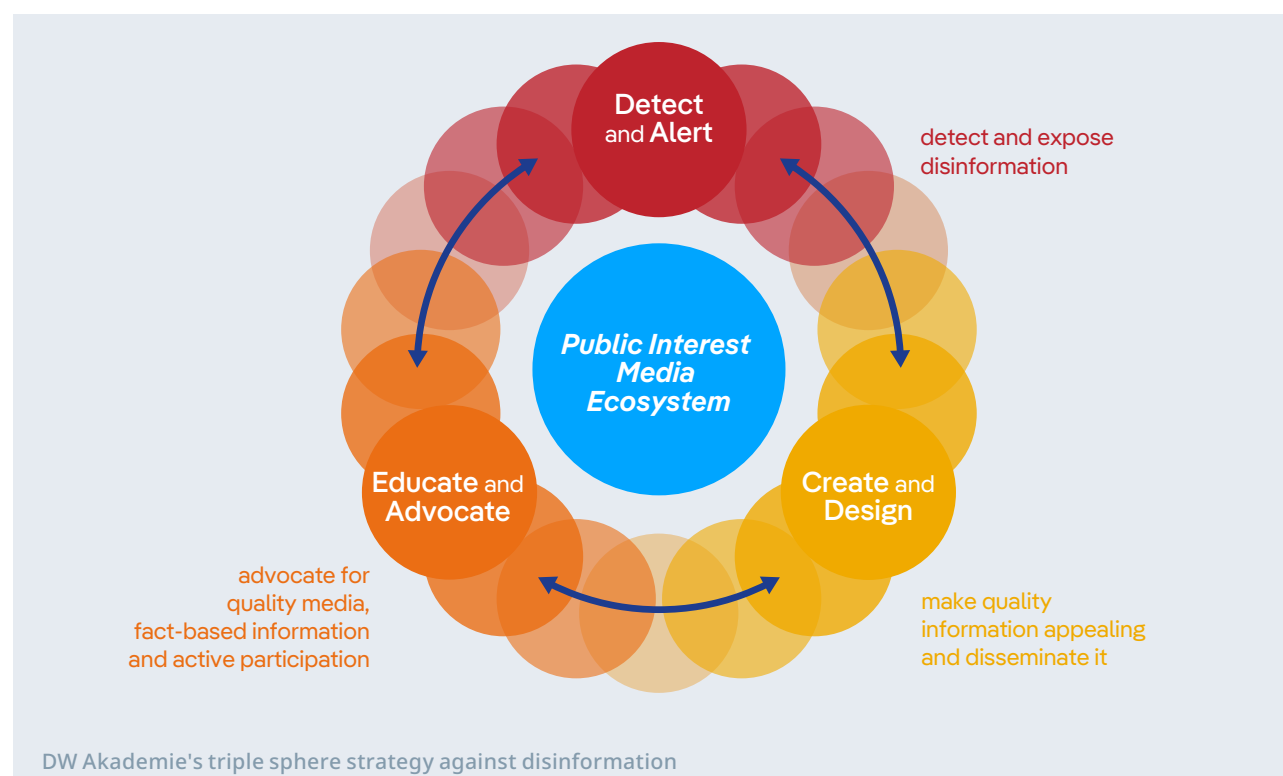 Detect
and Alert
detect and expose
disinformation
Public Interest
Media
Ecosystem
Educate and
Advocate
Create and
Design
advocate for
quality media,
fact-based information
and active participation
make quality
information appealing
and disseminate it
DW Akademie's triple sphere strategy against disinformation